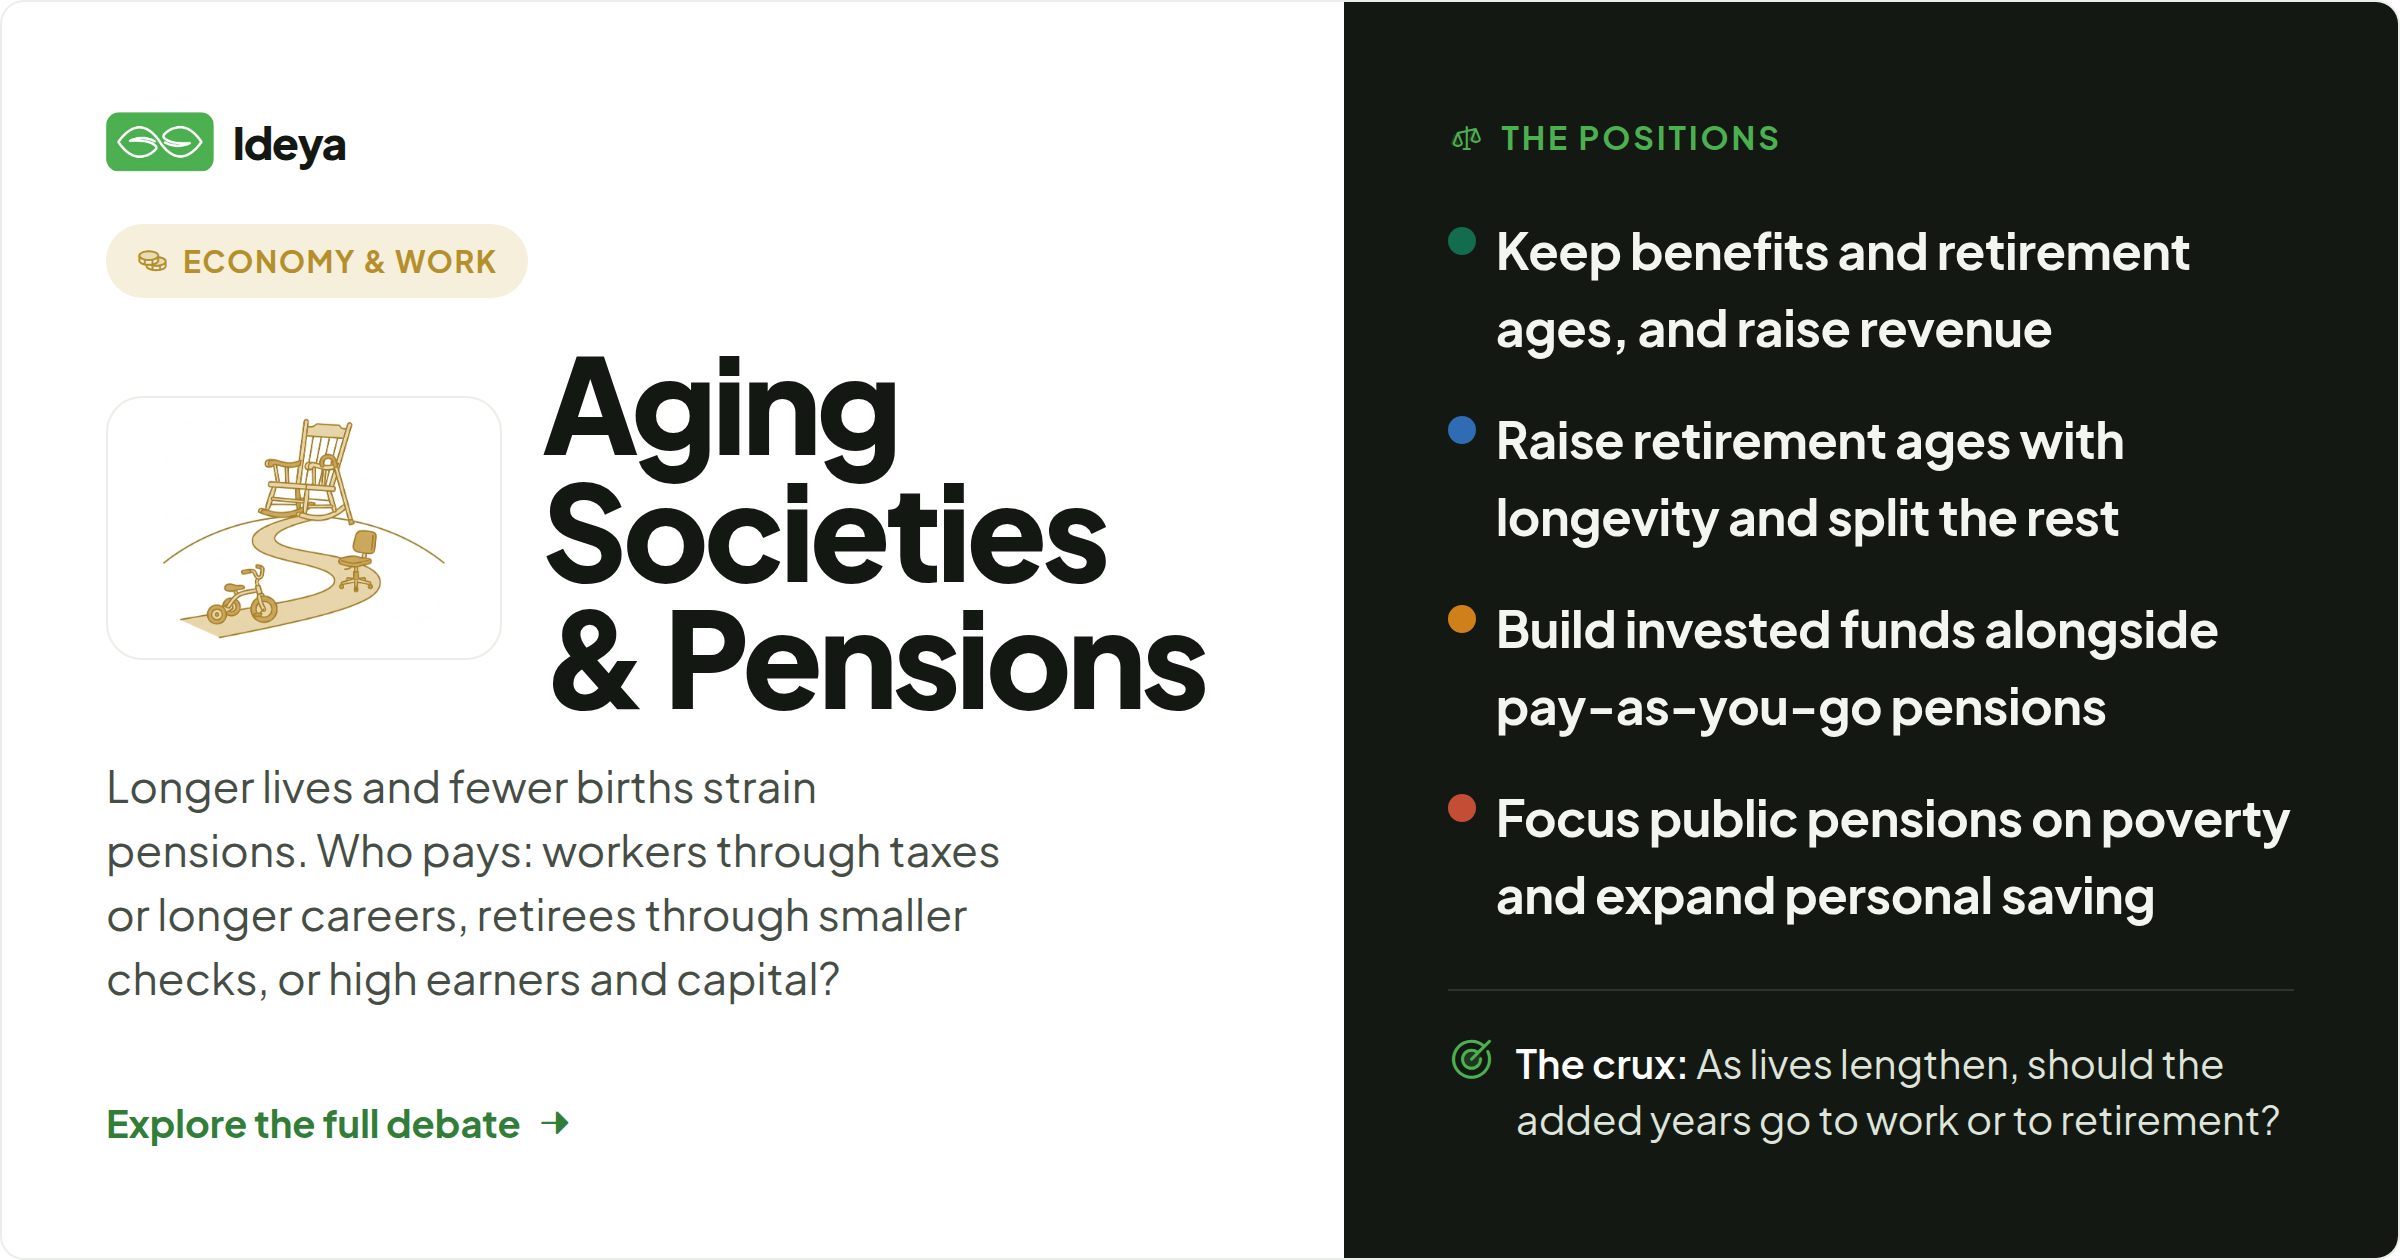 Ideya
ECONOMY & WORK
Aging
Societies
& Pensions
Longer lives and fewer births strain
pensions. Who pays: workers through taxes
or longer careers, retirees through smaller
checks, or high earners and capital?
Explore the full debate →
THE POSITIONS
Keep benefits and retirement
ages, and raise revenue
Raise retirement ages with
longevity and split the rest
Build invested funds alongside
pay-as-you-go pensions
Focus public pensions on poverty
and expand personal saving
The crux: As lives lengthen, should the
added years go to work or to retirement?